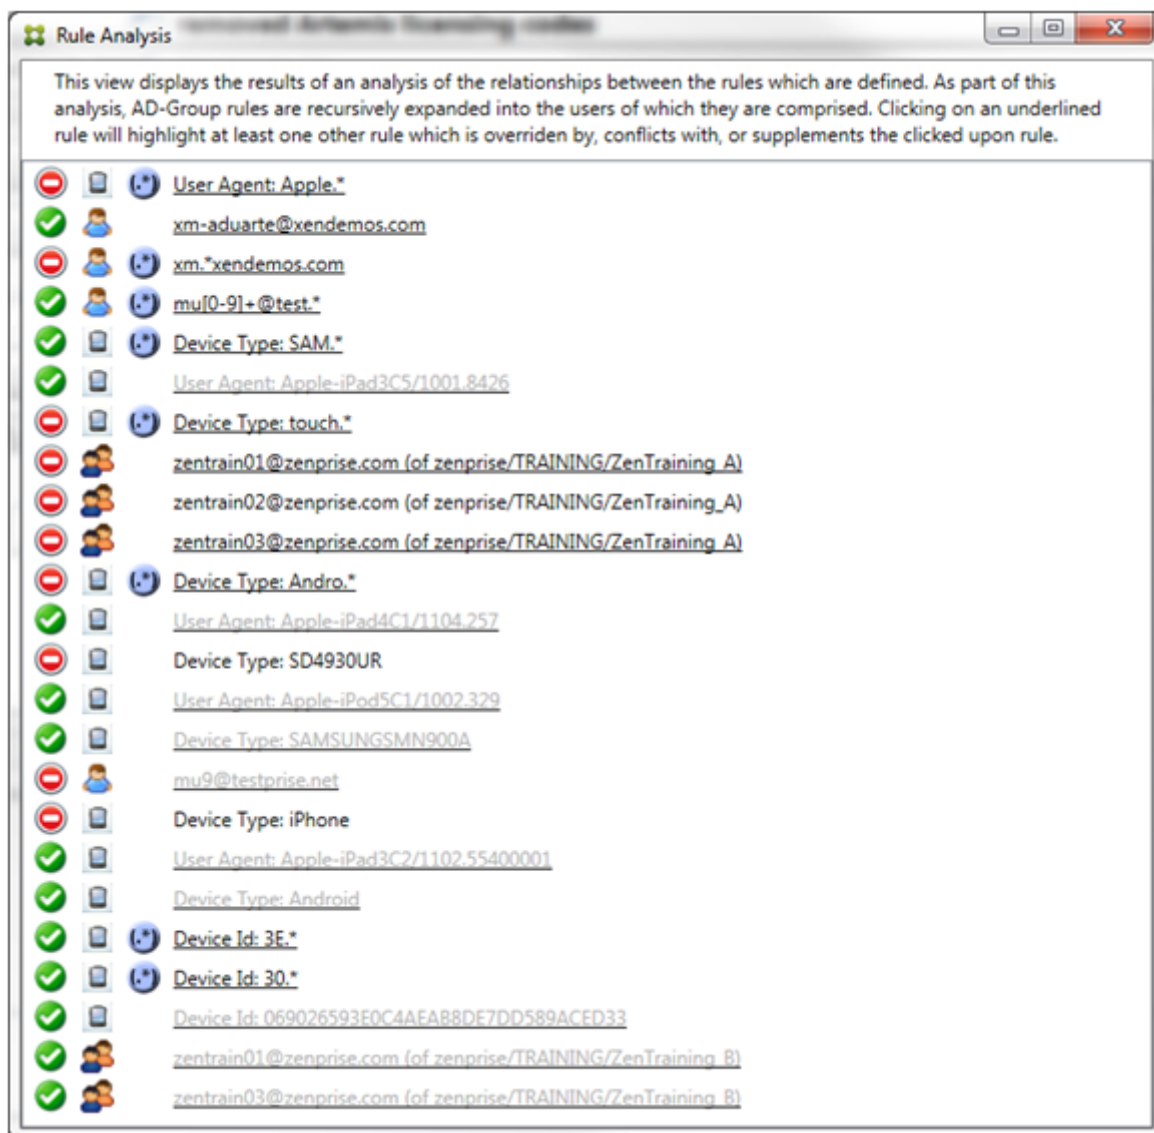 removed Artemis licensing codes
Rule Analysis
This view displays the results of an analysis of the relationships between the rules which are defined. As part of this
analysis, AD-Group rules are recursively expanded into the users of which they are comprised. Clicking on an underlined
rule will highlight at least one other rule which is overriden by, conflicts with, or supplements the clicked upon rule.
(.*) User Agent: Apple.*
xm-aduarte@xendemos.com
(.*) xm.*xendemos.com
(.*) mu[0-9]+@test.*
(.*) Device Type: SAM.*
User Agent: Apple-iPad3C5/1001.8426
(.*) Device Type: touch.*
zentrain01@zenprise.com (of zenprise/TRAINING/ZenTraining_A)
zentrain02@zenprise.com (of zenprise/TRAINING/ZenTraining_A)
zentrain03@zenprise.com (of zenprise/TRAINING/ZenTraining_A)
(.*) Device Type: Andro.*
User Agent: Apple-iPad4C1/1104.257
Device Type: SD4930UR
User Agent: Apple-iPod5C1/1002.329
Device Type: SAMSUNGSMN900A
mu9@testprise.net
Device Type: iPhone
User Agent: Apple-iPad3C2/1102.55400001
Device Type: Android
(.*) Device Id: 3E.*
(.*) Device Id: 30.*
Device Id: 069026593E0C4AEAB8DE7DD589ACED33
zentrain01@zenprise.com (of zenprise/TRAINING/ZenTraining_B)
zentrain03@zenprise.com (of zenprise/TRAINING/ZenTraining_B)